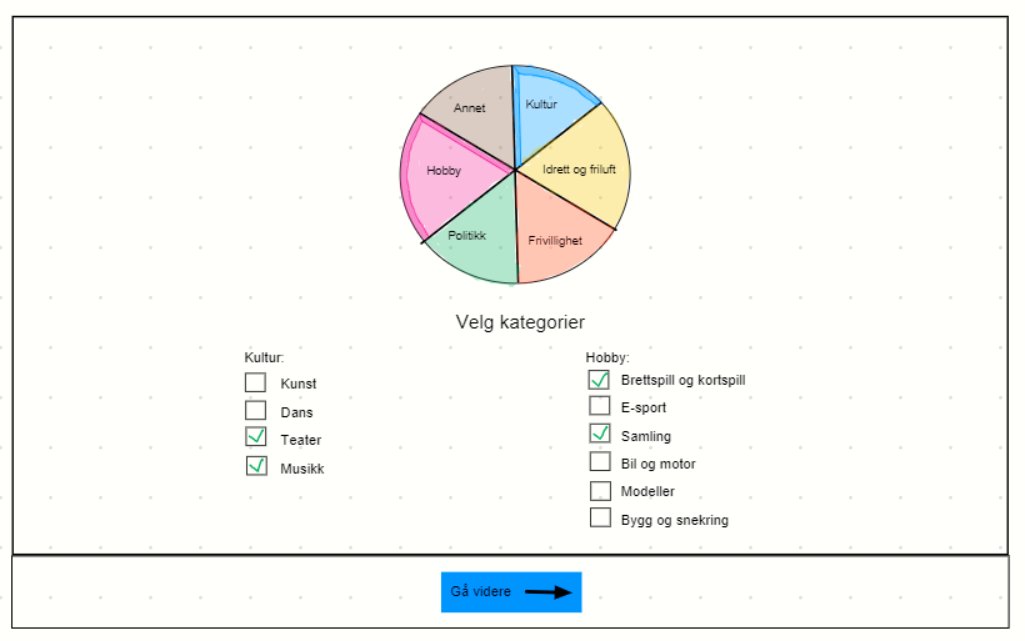 Annet
Kultur
Hobby
Idrett og friluft
Politikk
Frivillighet
Velg kategorier
Kultur:
Kunst
Dans
Teater
Musikk
Hobby:
Brettspill og kortspill
E-sport
Samling
Bil og motor
Modeller
Bygg og snekring
Gå videre